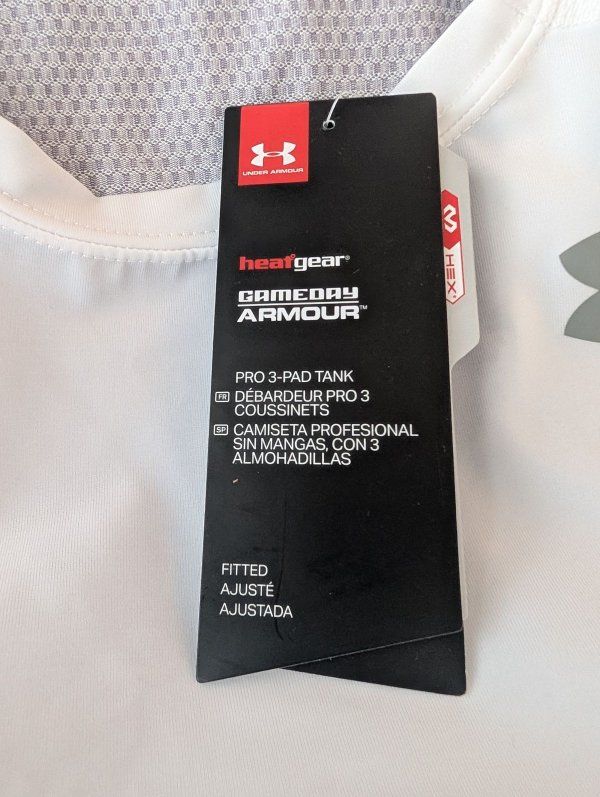 UNDER ARMOUR
heatgear®
GAMEDAY
ARMOUR™
HEX®
PRO 3-PAD TANK
FR DÉBARDEUR PRO 3
COUSSINETS
SP CAMISETA PROFESIONAL
SIN MANGAS, CON 3
ALMOHADILLAS
FITTED
AJUSTÉ
AJUSTADA